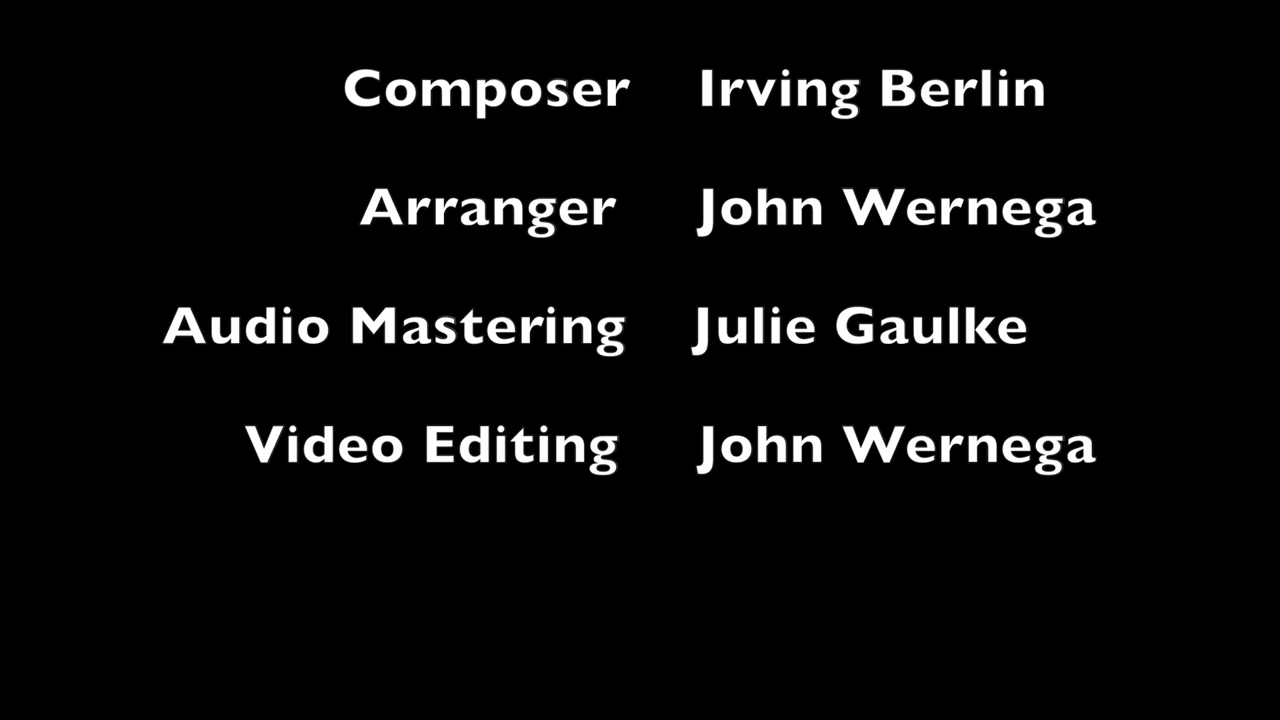 Composer Irving Berlin
Arranger John Wernega
Audio Mastering Julie Gaulke
Video Editing John Wernega